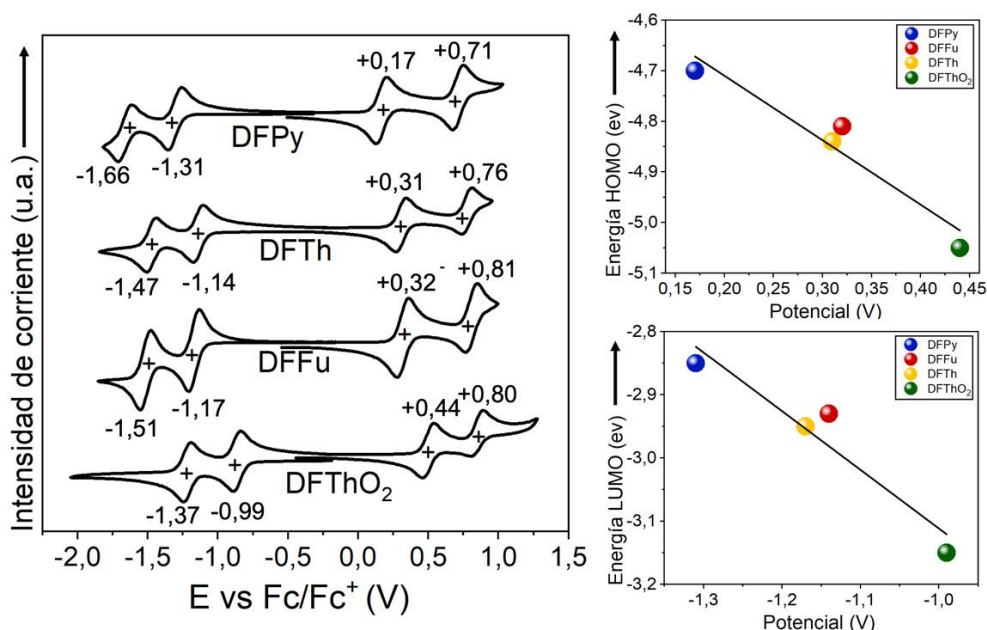 Intensidad de corriente (u.a.)
+0,17
+0,71
DFPy
-1,66
-1,31
+0,31
+0,76
DFTh
-1,47
-1,14
+0,32 -
+0,81
DFFu
-1,51
-1,17
+0,44
+0,80
DFThO₂
-1,37
-0,99
-2,0 -1,5 -1,0 -0,5 0,0 0,5 1,0 1,5
E vs Fc/Fc⁺ (V)
Energía HOMO (ev)
-4,6
-4,7
-4,8
-4,9
-5,0
-5,1
DFPy
DFFu
DFTh
DFThO₂
0,15 0,20 0,25 0,30 0,35 0,40 0,45
Potencial (V)
Energía LUMO (ev)
-2,8
-2,9
-3,0
-3,1
-3,2
DFPy
DFFu
DFTh
DFThO₂
-1,3 -1,2 -1,1 -1,0
Potencial (V)